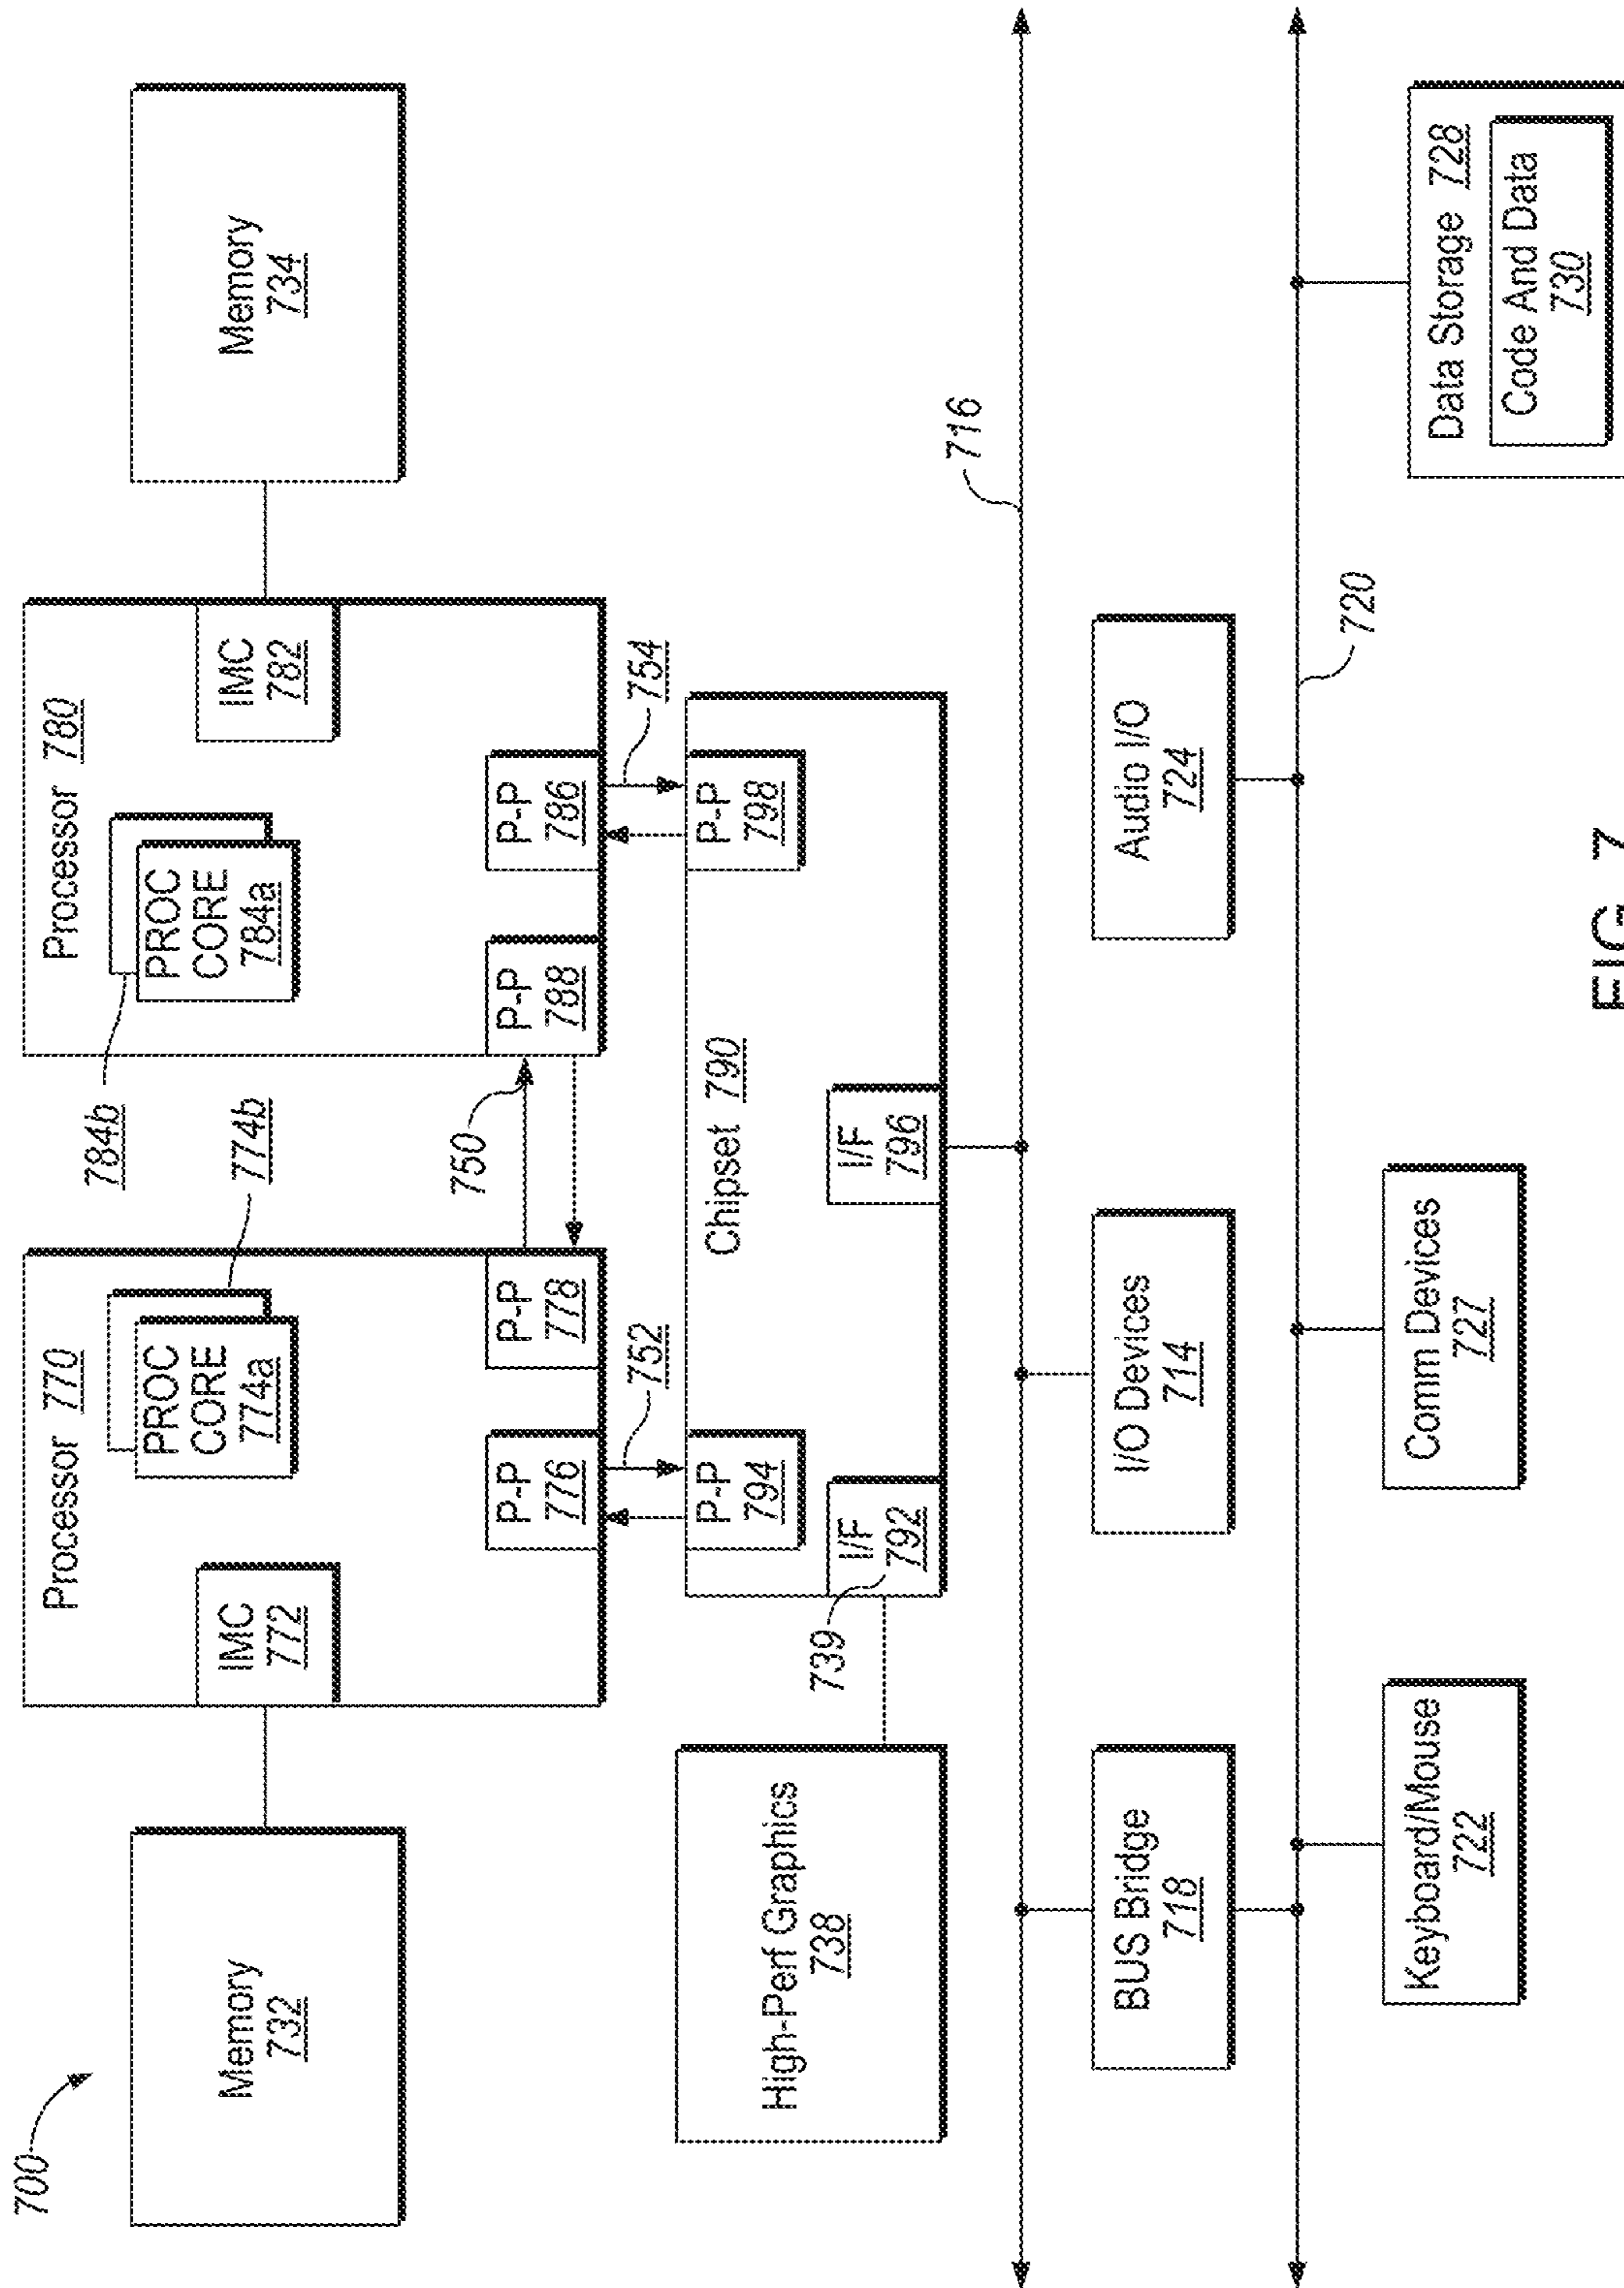 700
Memory
732
Processor 770
IMC
772
PROC
CORE
774a
774b
P-P
776
P-P
778
750
784b
Processor 780
PROC
CORE
784a
IMC
782
P-P
788
P-P
786
Memory
734
752
754
High-Perf Graphics
738
739
Chipset 790
P-P
794
P-P
798
I/F
792
I/F
796
716
BUS Bridge
718
I/O Devices
714
Audio I/O
724
720
Keyboard/Mouse
722
Comm Devices
727
Data Storage 728
Code And Data
730
FIG. 7